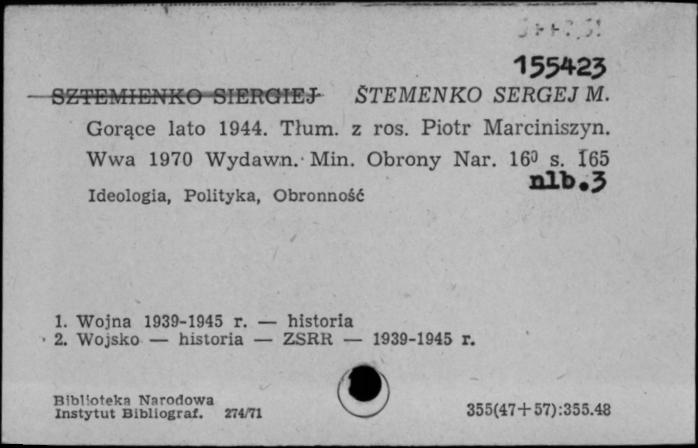 155423
SZTEMIENKO SIERGIEJ ŠTEMENKO SERGEJ M.
Gorące lato 1944. Tłum. z ros. Piotr Marciniszyn.
Wwa 1970 Wydawn. Min. Obrony Nar. 16⁰ s. 165
nlb.3
Ideologia, Polityka, Obronność
1. Wojna 1939-1945 r. — historia
2. Wojsko — historia — ZSRR — 1939-1945 r.
Biblioteka Narodowa
Instytut Bibliograf. 274/71
355(47+57):355.48